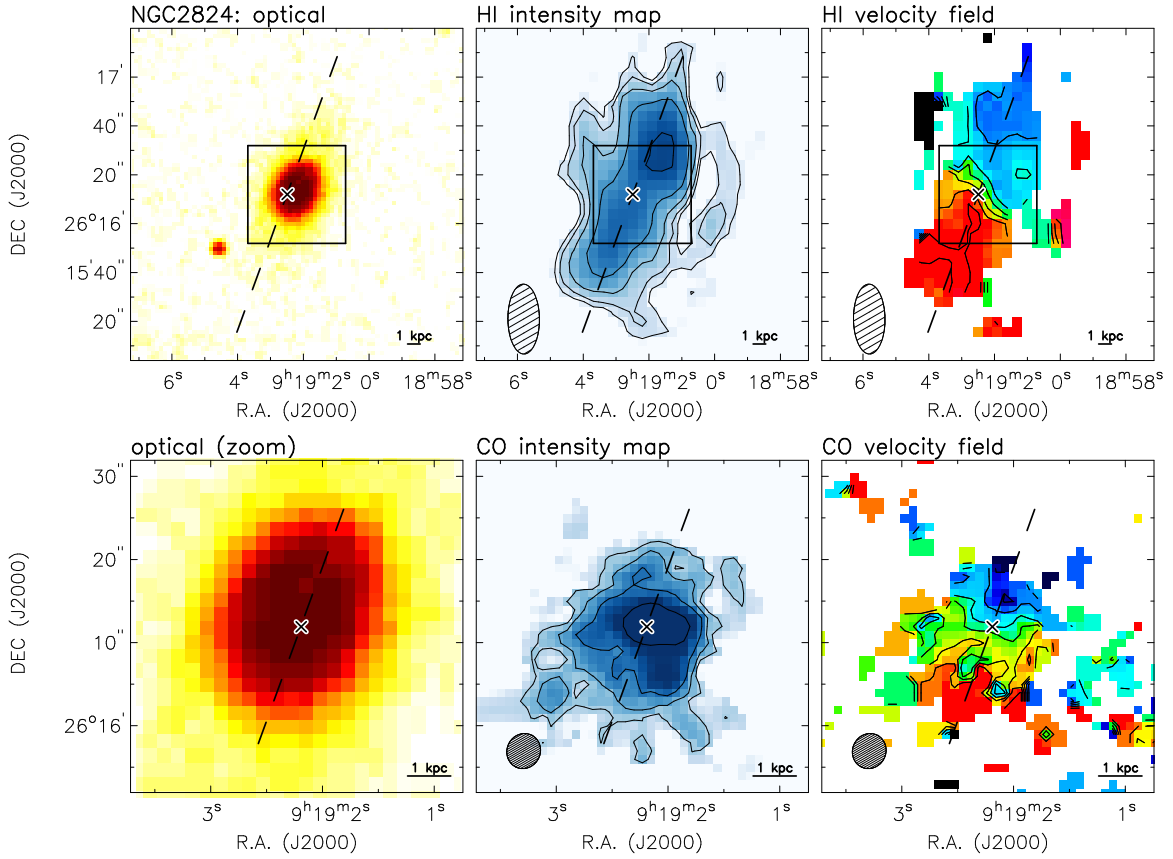 NGC2824: optical
HI intensity map
HI velocity field
DEC (J2000)
17'
40"
20"
26°16'
15'40"
20"
1 kpc
1 kpc
1 kpc
6ˢ 4ˢ 9ʰ19ᵐ2ˢ 0ˢ
6ˢ 4ˢ 9ʰ19ᵐ2ˢ 0ˢ
6ˢ 4ˢ 9ʰ19ᵐ2ˢ 0ˢ 18ᵐ58ˢ
R.A. (J2000)
R.A. (J2000)
R.A. (J2000)
optical (zoom)
CO intensity map
CO velocity field
DEC (J2000)
30"
20"
10"
26°16'
1 kpc
1 kpc
1 kpc
3ˢ 9ʰ19ᵐ2ˢ 1ˢ
3ˢ 9ʰ19ᵐ2ˢ 1ˢ
3ˢ 9ʰ19ᵐ2ˢ 1ˢ
R.A. (J2000)
R.A. (J2000)
R.A. (J2000)